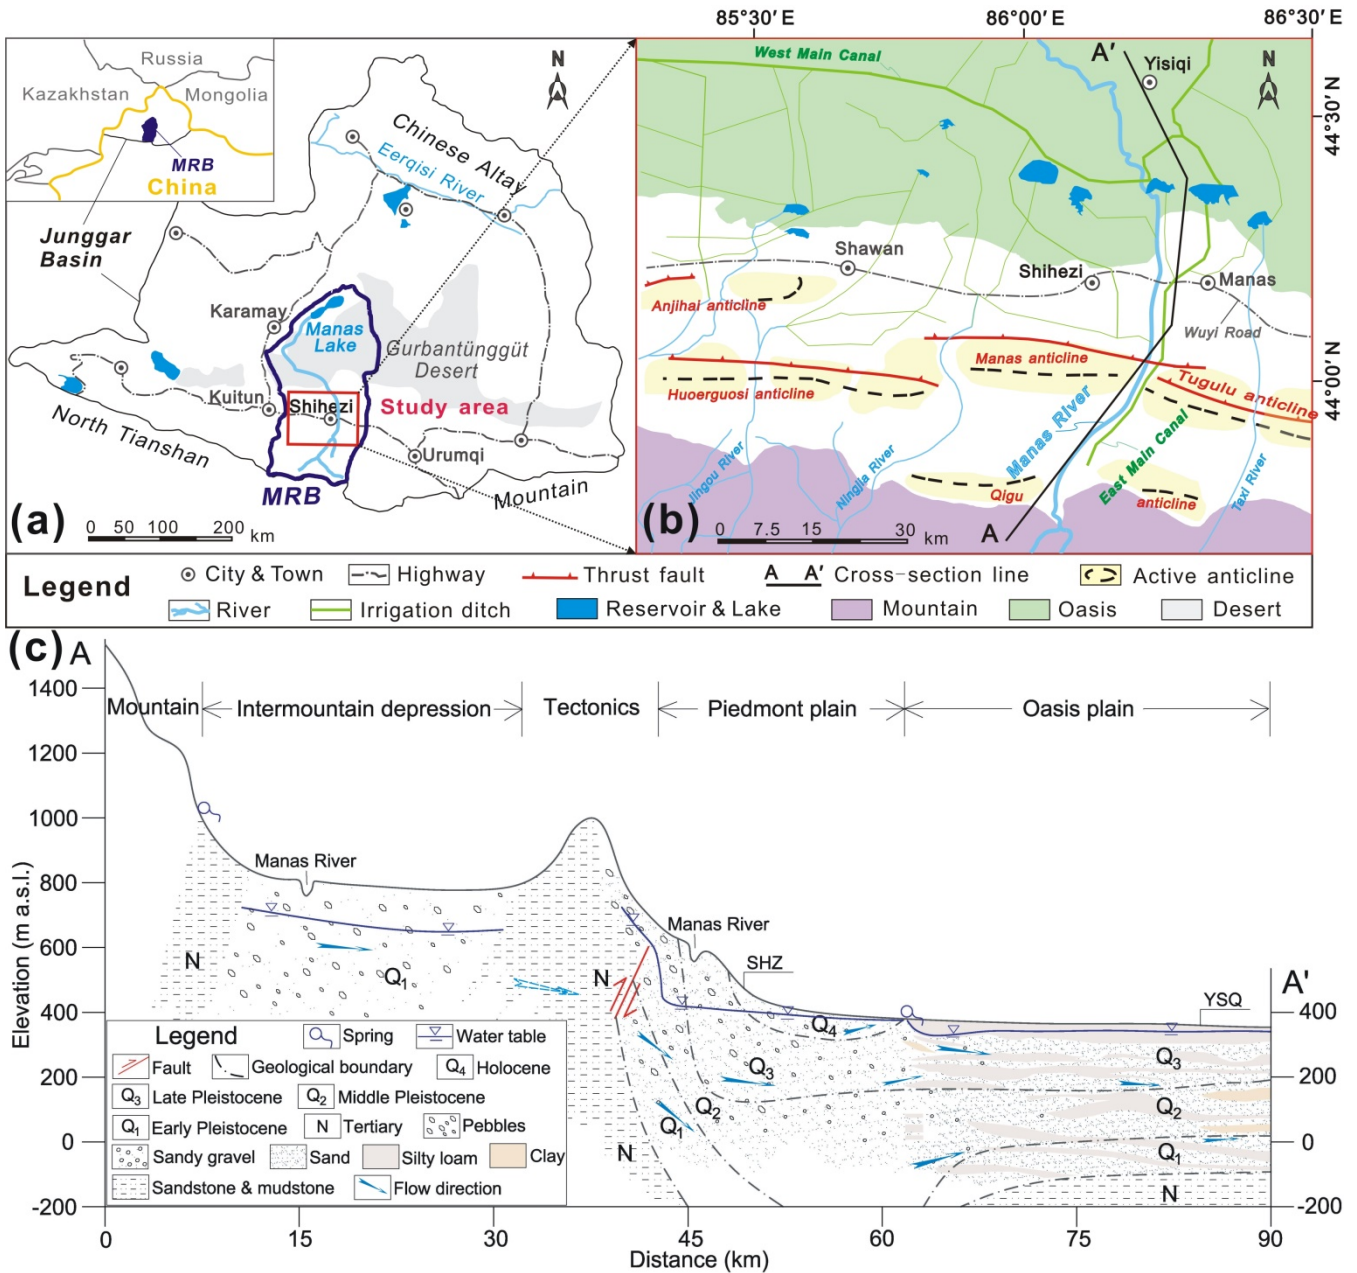 85°30′ E
86°00′ E
86°30′ E
Russia
Kazakhstan
Mongolia
MRB
China
Junggar
Basin
N
Chinese Altay
Eerqisi River
Karamay
Manas
Lake
Gurbantünggüt
Desert
Kuitun
Shihezi
Study area
North Tianshan
Urumqi
MRB
Mountain
(a)
0 50 100 200 km
West Main Canal
A′
Yisiqi
N
44°30′ N
Shawan
Shihezi
Manas
Anjihai anticline
Wuyi Road
Manas anticline
44°00′ N
Huoerguosi anticline
Tugulu anticline
Manas River
East Main Canal
Jingou River
Ningjia River
Taxi River
Qigu
anticline
A
(b)
0 7.5 15 30 km
Legend
City & Town
Highway
Thrust fault
A A′ Cross-section line
Active anticline
River
Irrigation ditch
Reservoir & Lake
Mountain
Oasis
Desert
(c) A
1400
1200
1000
800
600
400
200
0
-200
Elevation (m a.s.l.)
Mountain
Intermountain depression
Tectonics
Piedmont plain
Oasis plain
Manas River
Manas River
SHZ
A′
YSQ
N
Q1
N
Q4
Q3
Q3
Q2
Q2
Q1
Q1
N
N
400
200
0
-200
Legend
Spring
Water table
Fault
Geological boundary
Q4 Holocene
Q3 Late Pleistocene
Q2 Middle Pleistocene
Q1 Early Pleistocene
N Tertiary
Pebbles
Sandy gravel
Sand
Silty loam
Clay
Sandstone & mudstone
Flow direction
0 15 30 45 60 75 90
Distance (km)